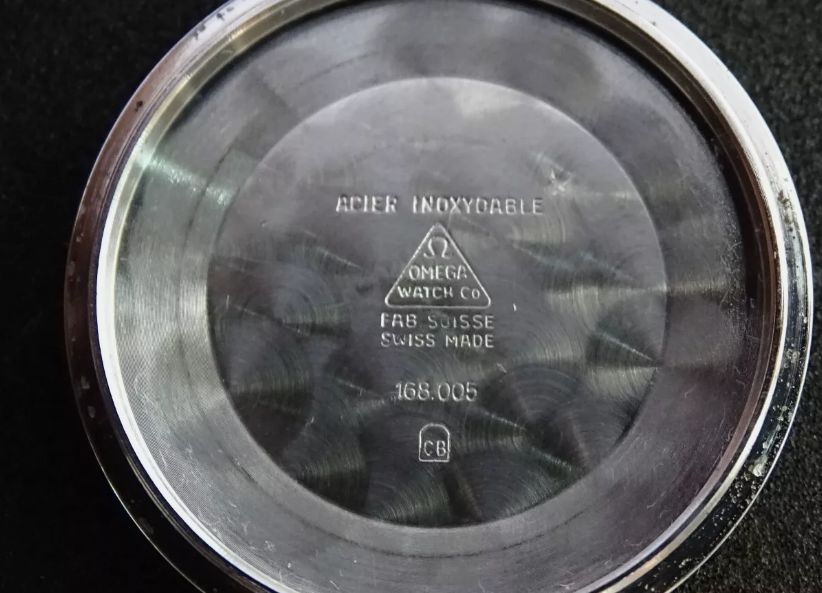 ACIER INOXYDABLE
Ω
OMEGA
WATCH Co
FAB. SUISSE
SWISS MADE
168.005
CB